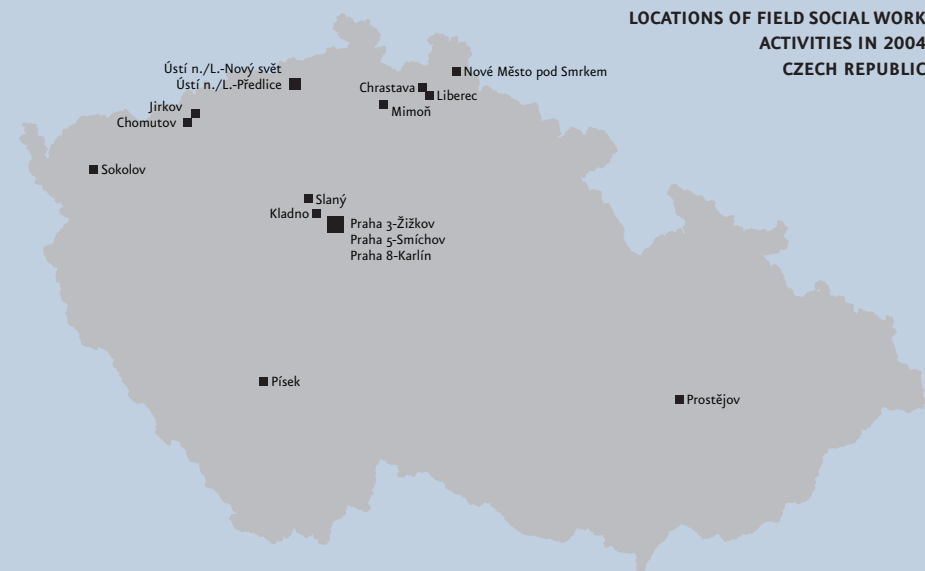 LOCATIONS OF FIELD SOCIAL WORK
ACTIVITIES IN 2004
CZECH REPUBLIC
Ústí n./L.-Nový svět
Ústí n./L.-Předlice
Nové Město pod Smrkem
Chrastava
Liberec
Mimoň
Jirkov
Chomutov
Sokolov
Slaný
Kladno
Praha 3-Žižkov
Praha 5-Smíchov
Praha 8-Karlín
Písek
Prostějov